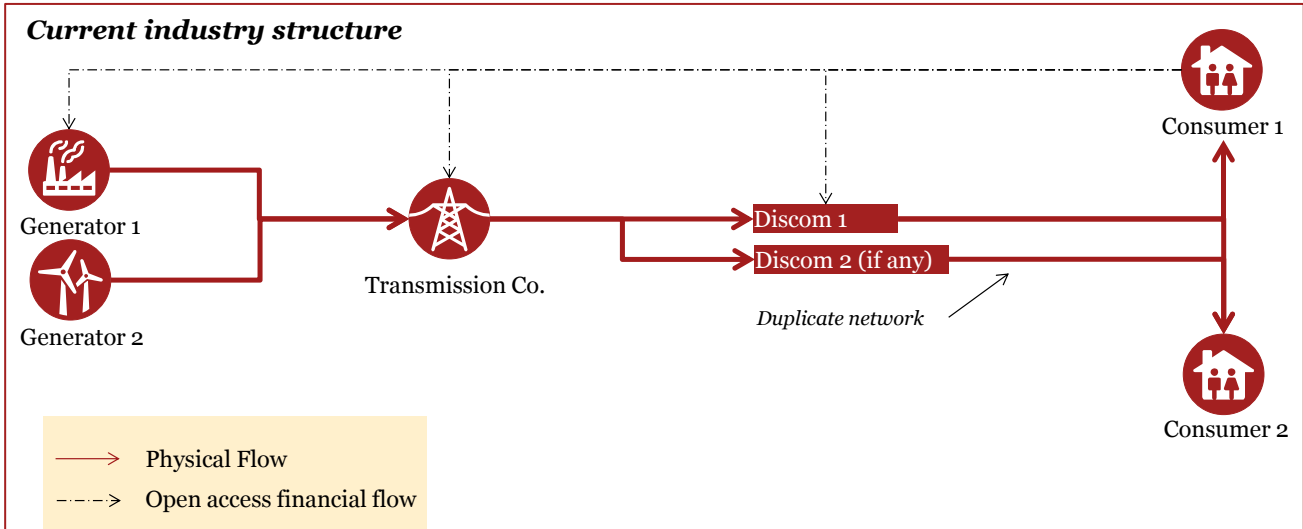 Current industry structure
Consumer 1
Generator 1
Discom 1
Discom 2 (if any)
Transmission Co.
Duplicate network
Generator 2
Consumer 2
Physical Flow
Open access financial flow